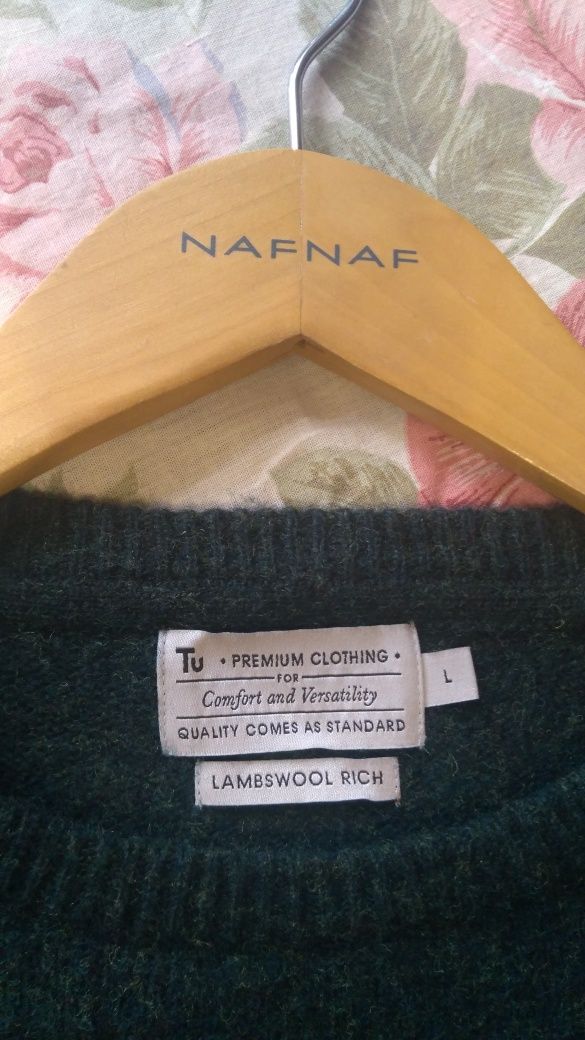 NAFNAF
Tu • PREMIUM CLOTHING •
FOR
Comfort and Versatility
QUALITY COMES AS STANDARD
L
LAMBSWOOL RICH